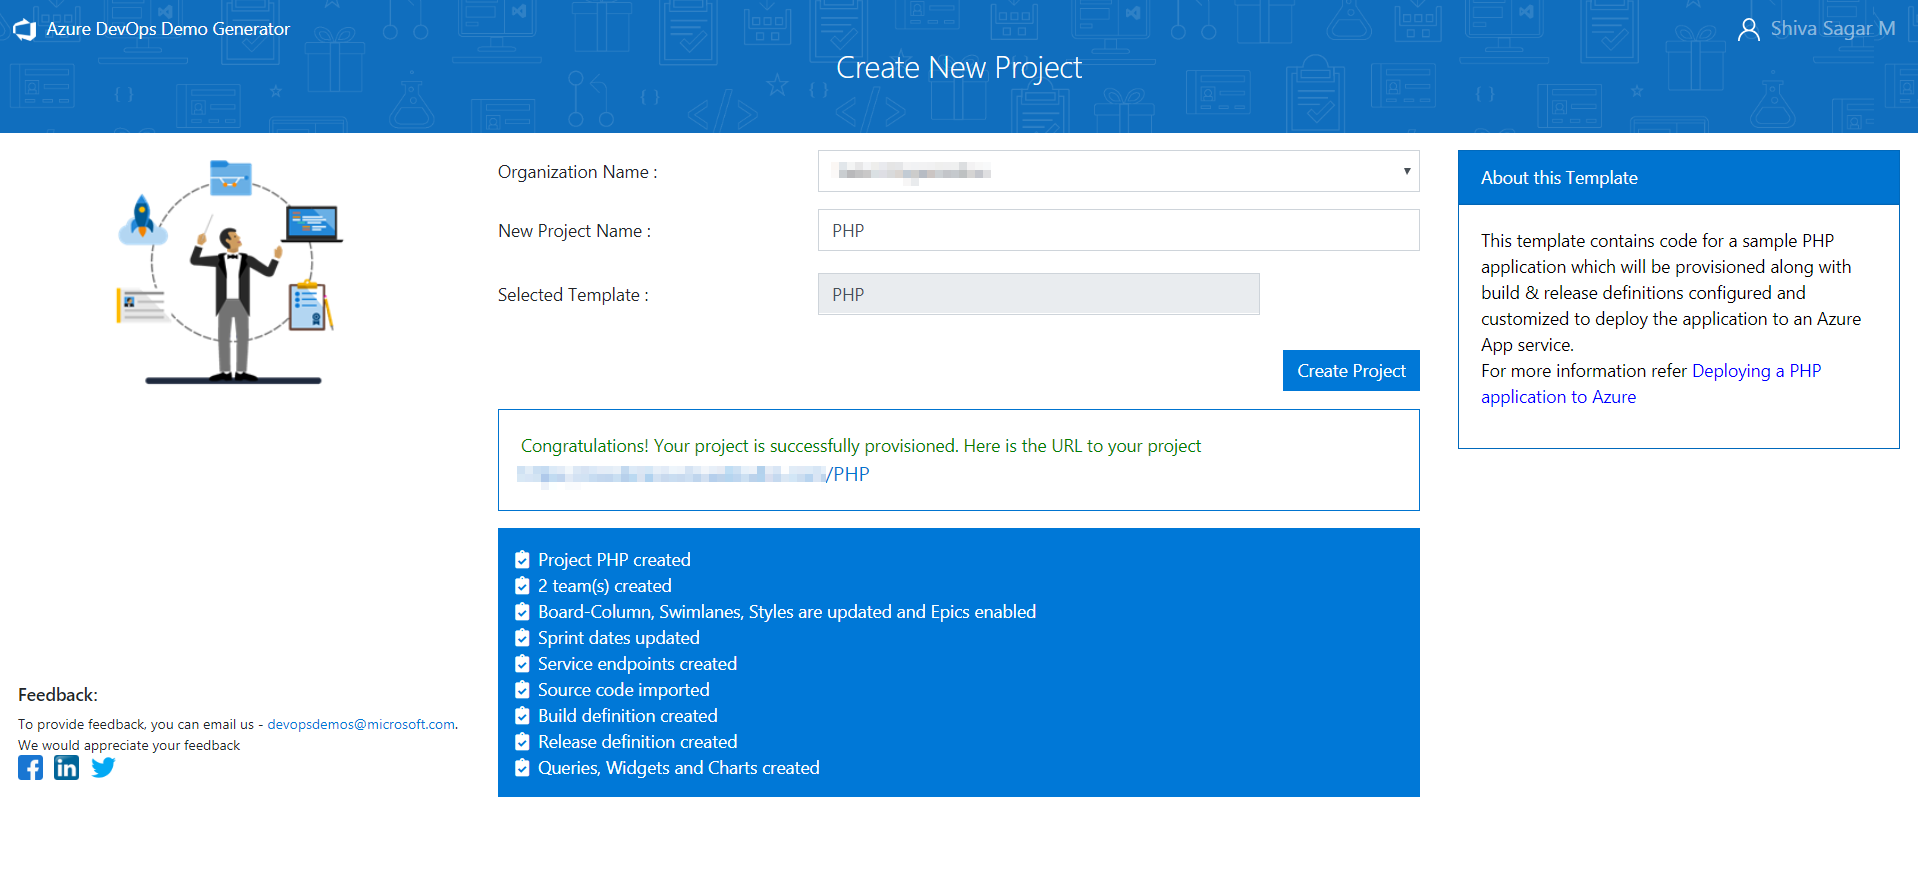 Azure DevOps Demo Generator
Shiva Sagar M
Create New Project
Organization Name :
New Project Name :
PHP
Selected Template :
PHP
Create Project
Congratulations! Your project is successfully provisioned. Here is the URL to your project
/PHP
Project PHP created
2 team(s) created
Board-Column, Swimlanes, Styles are updated and Epics enabled
Sprint dates updated
Service endpoints created
Source code imported
Build definition created
Release definition created
Queries, Widgets and Charts created
About this Template
This template contains code for a sample PHP
application which will be provisioned along with
build & release definitions configured and
customized to deploy the application to an Azure
App service.
For more information refer Deploying a PHP
application to Azure
Feedback:
To provide feedback, you can email us - devopsdemos@microsoft.com.
We would appreciate your feedback